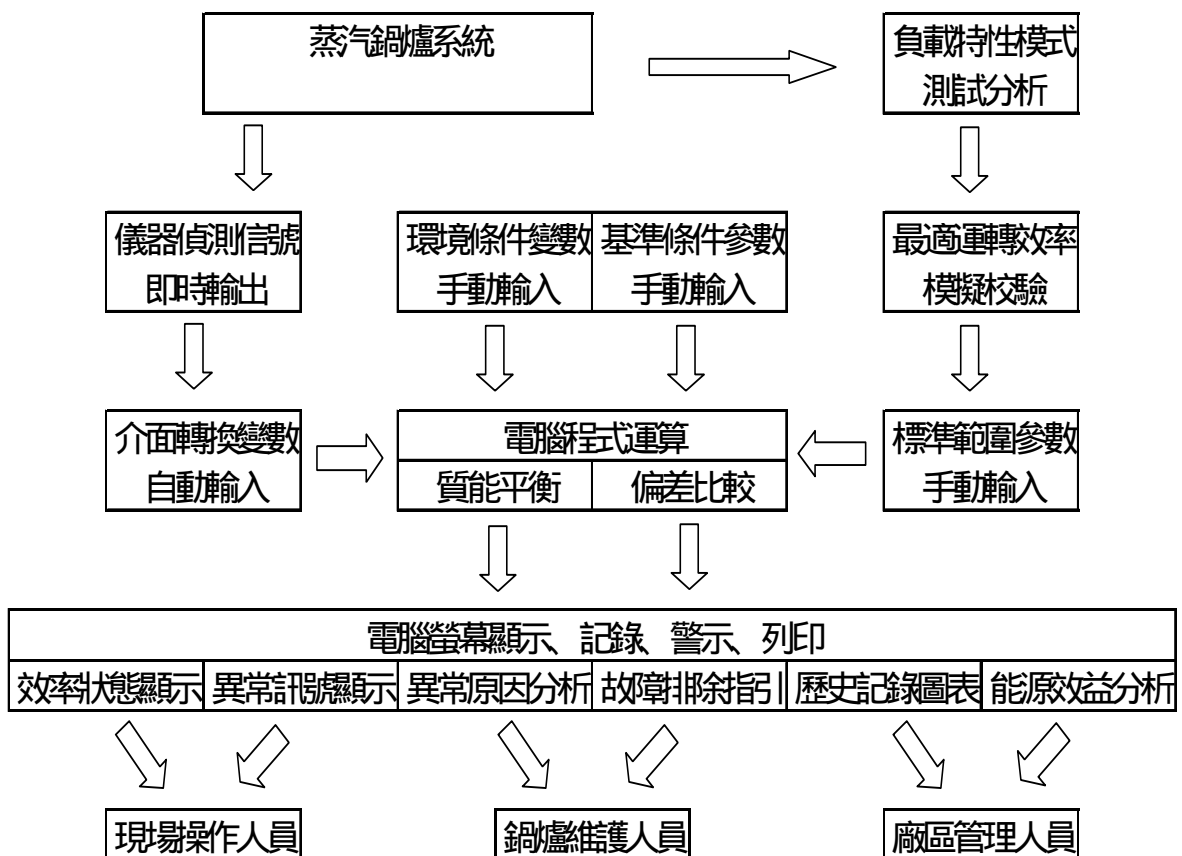 蒸汽鍋爐系統
負載特性模式
測試分析
儀器偵測信號
即時輸出
環境條件變數
手動輸入
基準條件參數
手動輸入
最適運轉效率
模擬校驗
介面轉換變數
自動輸入
電腦程式運算
質能平衡
偏差比較
標準範圍參數
手動輸入
電腦螢幕顯示、記錄、警示、列印
效率狀態顯示
異常訊號顯示
異常原因分析
故障排除指引
歷史記錄圖表
能源效益分析
現場操作人員
鍋爐維護人員
廠區管理人員